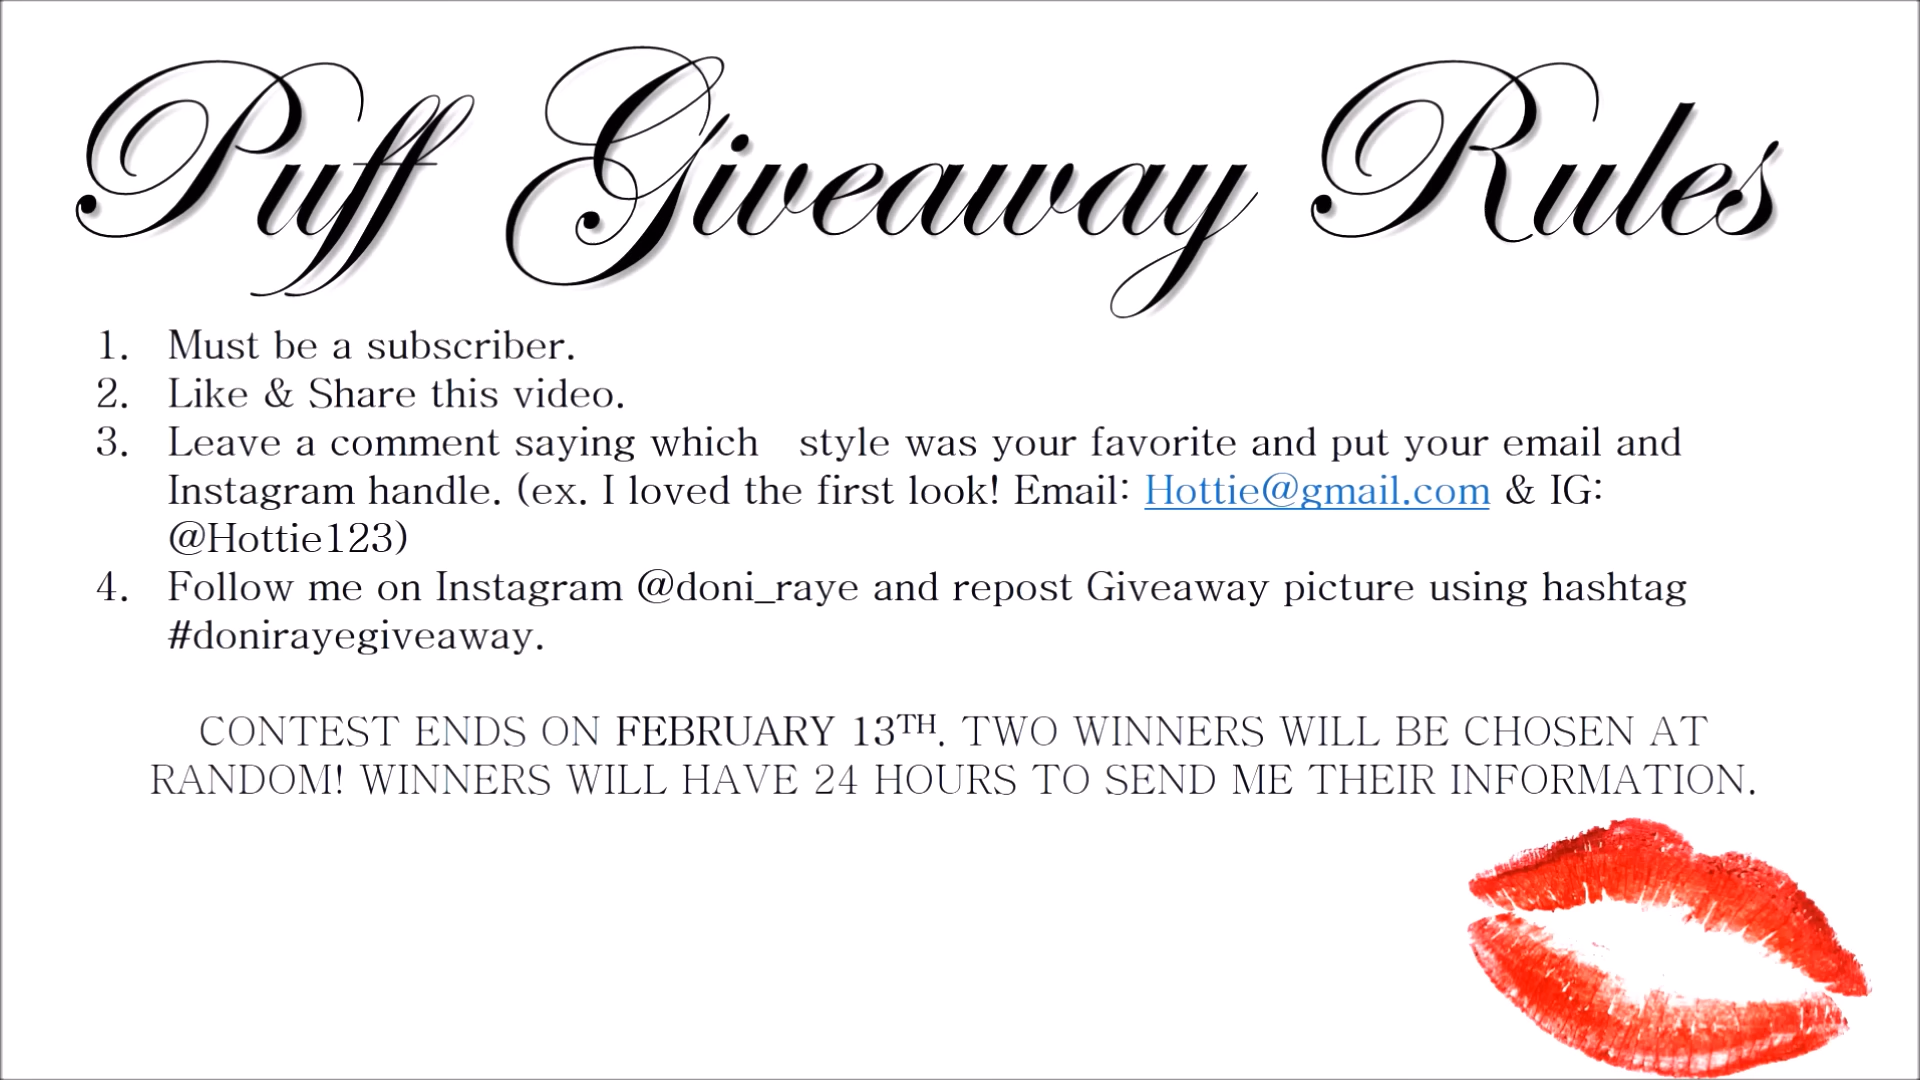 Puff Giveaway Rules
1. Must be a subscriber.
2. Like & Share this video.
3. Leave a comment saying which style was your favorite and put your email and
Instagram handle. (ex. I loved the first look! Email: Hottie@gmail.com & IG:
@Hottie123)
4. Follow me on Instagram @doni_raye and repost Giveaway picture using hashtag
#donirayegiveaway.
CONTEST ENDS ON FEBRUARY 13TH. TWO WINNERS WILL BE CHOSEN AT
RANDOM! WINNERS WILL HAVE 24 HOURS TO SEND ME THEIR INFORMATION.